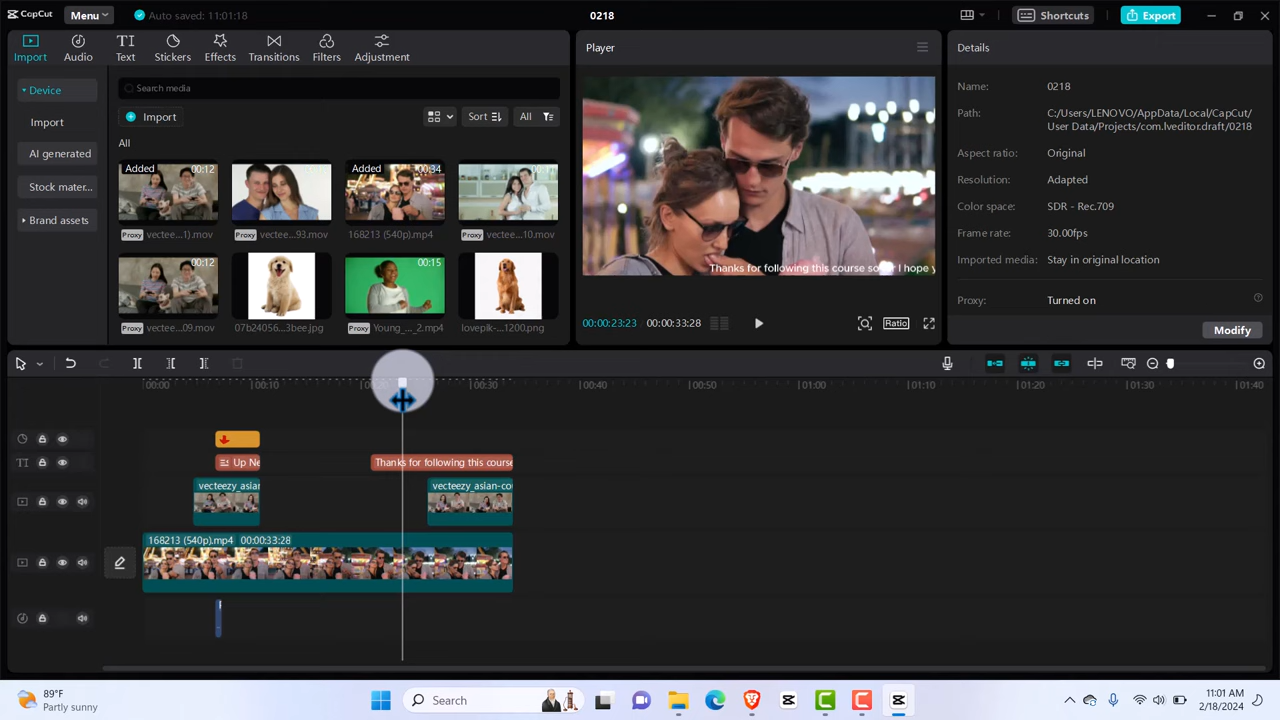 CapCut
Menu
Auto saved: 11:01:18
0218
Shortcuts
Export
Import
Audio
Text
Stickers
Effects
Transitions
Filters
Adjustment
Device
Import
AI generated
Stock mater...
Brand assets
Search media
Import
Sort
All
All
Added 00:12
Added 00:34
Proxy vectee...1).mov
Proxy vectee...93.mov
168213 (540p).mp4
Proxy vectee...10.mov
00:12
00:15
Proxy vectee...09.mov
07b24056...3bee.jpg
Proxy Young_..._2.mp4
lovepik-...1200.png
Player
Thanks for following this course so far I hope y
00:00:23:23
00:00:33:28
Ratio
Details
Name:
0218
Path:
C:/Users/LENOVO/AppData/Local/CapCut/
User Data/Projects/com.lveditor.draft/0218
Aspect ratio:
Original
Resolution:
Adapted
Color space:
SDR - Rec.709
Frame rate:
30.00fps
Imported media:
Stay in original location
Proxy:
Turned on
Modify
00:00
00:10
00:30
00:40
00:50
01:00
01:10
01:20
01:30
01:40
Up Ne
Thanks for following this course
vecteezy_asian
vecteezy_asian-co
168213 (540p).mp4 00:00:33:28
89°F
Partly sunny
Search
11:01 AM
2/18/2024